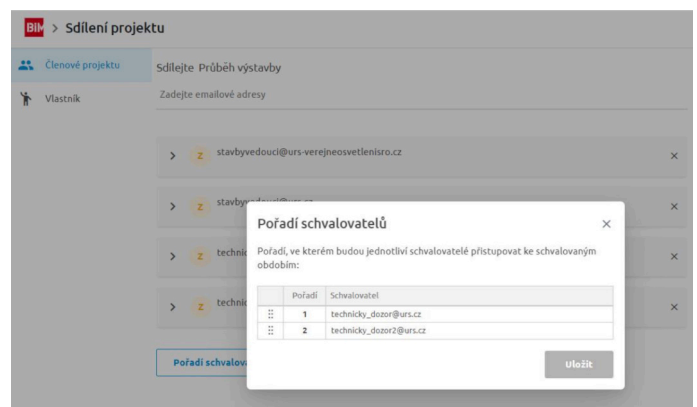 BIM > Sdílení projektu
Členové projektu
Vlastník
Sdílejte Průběh výstavby
Zadejte emailové adresy
Z stavbyvedouci@urs-verejneosvetlenisro.cz
Z
Z
Z
Pořadí schvalovatelů
Pořadí, ve kterém budou jednotliví schvalovatelé přistupovat ke schvalovaným
obdobím:
Pořadí Schvalovatel
1 technicky_dozor@urs.cz
2 technicky_dozor2@urs.cz
Pořadí
Uložit